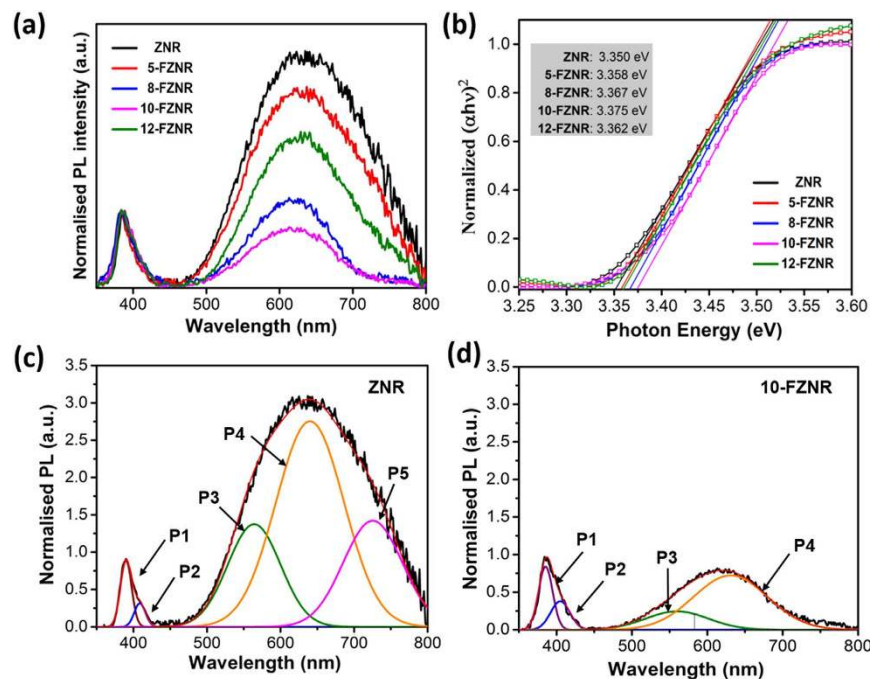 (a)
Normalised PL intensity (a.u.)
ZNR
5-FZNR
8-FZNR
10-FZNR
12-FZNR
400
500
600
700
800
Wavelength (nm)
(b)
Normalized (αhν)2
1.0
0.8
0.6
0.4
0.2
0.0
ZNR: 3.350 eV
5-FZNR: 3.358 eV
8-FZNR: 3.367 eV
10-FZNR: 3.375 eV
12-FZNR: 3.362 eV
ZNR
5-FZNR
8-FZNR
10-FZNR
12-FZNR
3.25
3.30
3.35
3.40
3.45
3.50
3.55
3.60
Photon Energy (eV)
(c)
Normalised PL (a.u.)
3.5
3.0
2.5
2.0
1.5
1.0
0.5
0.0
ZNR
P1
P2
P3
P4
P5
400
500
600
700
800
Wavelength (nm)
(d)
Normalised PL (a.u.)
3.5
3.0
2.5
2.0
1.5
1.0
0.5
0.0
10-FZNR
P1
P2
P3
P4
400
500
600
700
800
Wavelength (nm)